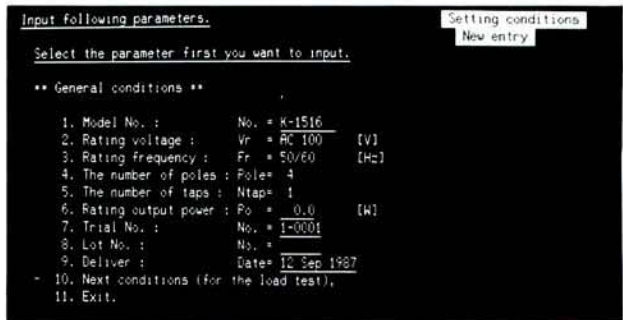 Input following parameters.
Setting conditions
New entry
Select the parameter first you want to input.
** General conditions **
1. Model No. : No. = K-1516
2. Rating voltage : Vr = AC 100 [V]
3. Rating frequency : Fr = 50/60 [Hz]
4. The number of poles : Pole= 4
5. The number of taps : Ntap= 1
6. Rating output power : Po = 0.0 [W]
7. Trial No. : No. = 1-0001
8. Lot No. : No. =
9. Deliver : Date= 12 Sep 1987
- 10. Next conditions (for the load test).
11. Exit.